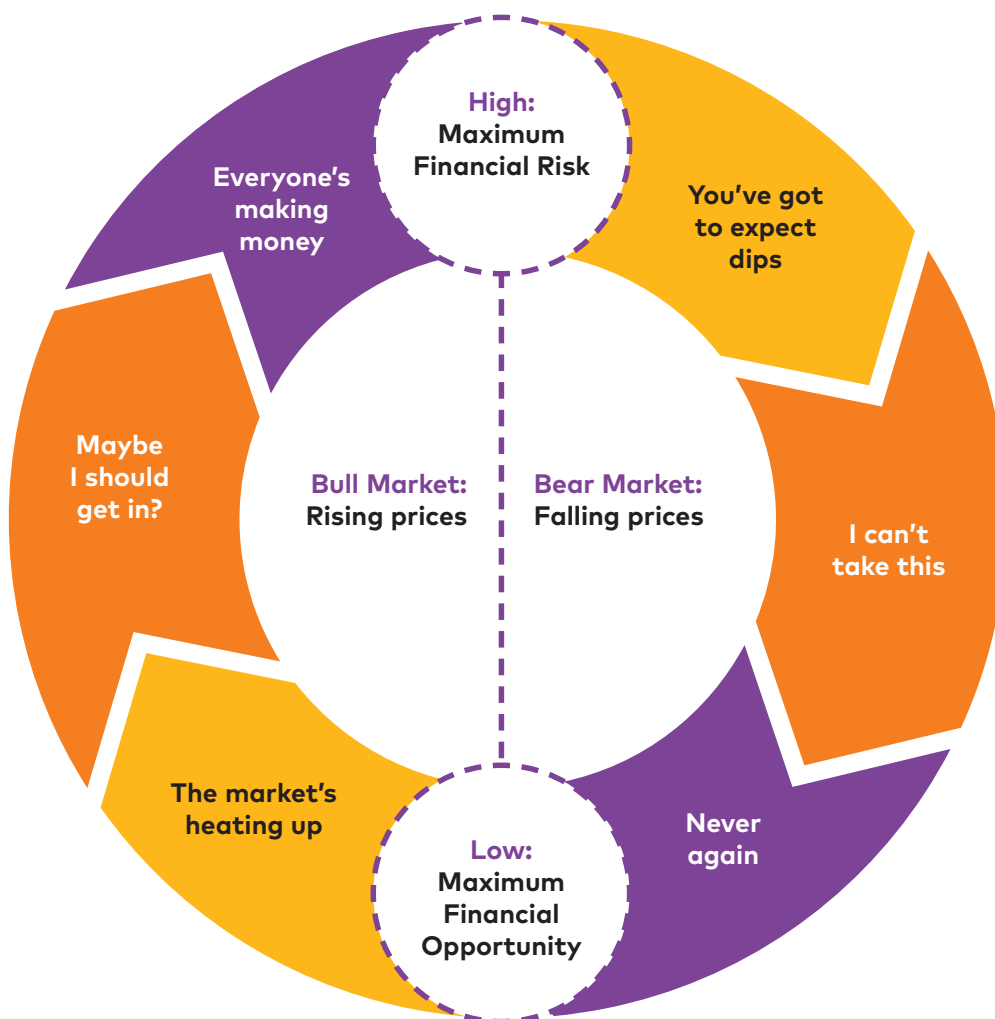 High:
Maximum
Financial Risk
You've got
to expect
dips
I can't
take this
Never
again
Low:
Maximum
Financial
Opportunity
The market's
heating up
Maybe
I should
get in?
Everyone's
making
money
Bull Market:
Rising prices
Bear Market:
Falling prices